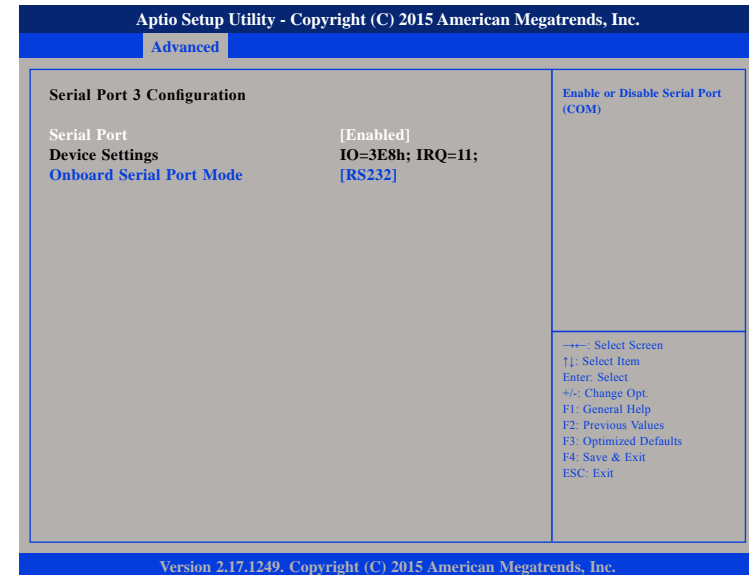 Aptio Setup Utility - Copyright (C) 2015 American Megatrends, Inc.
Advanced
Serial Port 3 Configuration
Serial Port [Enabled]
Device Settings IO=3E8h; IRQ=11;
Onboard Serial Port Mode [RS232]
Enable or Disable Serial Port
(COM)
→←: Select Screen
↑↓: Select Item
Enter: Select
+/-: Change Opt.
F1: General Help
F2: Previous Values
F3: Optimized Defaults
F4: Save & Exit
ESC: Exit
Version 2.17.1249. Copyright (C) 2015 American Megatrends, Inc.